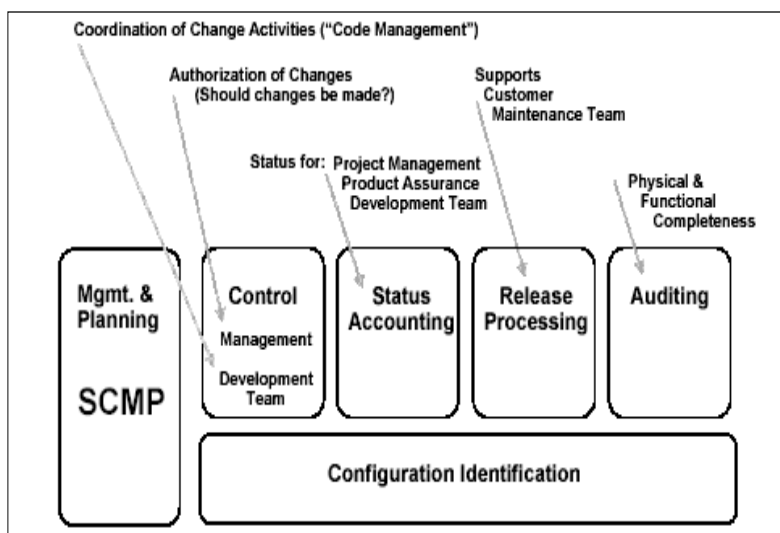 Coordination of Change Activities (“Code Management”)
Authorization of Changes
(Should changes be made?)
Supports
Customer
Maintenance Team
Status for: Project Management
Product Assurance
Development Team
Physical &
Functional
Completeness
Mgmt. &
Planning
SCMP
Control
Management
Development
Team
Status
Accounting
Release
Processing
Auditing
Configuration Identification